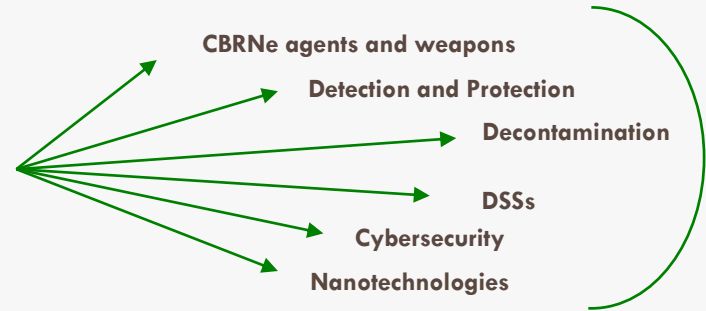 CBRNe agents and weapons
Detection and Protection
Decontamination
DSSs
Cybersecurity
Nanotechnologies